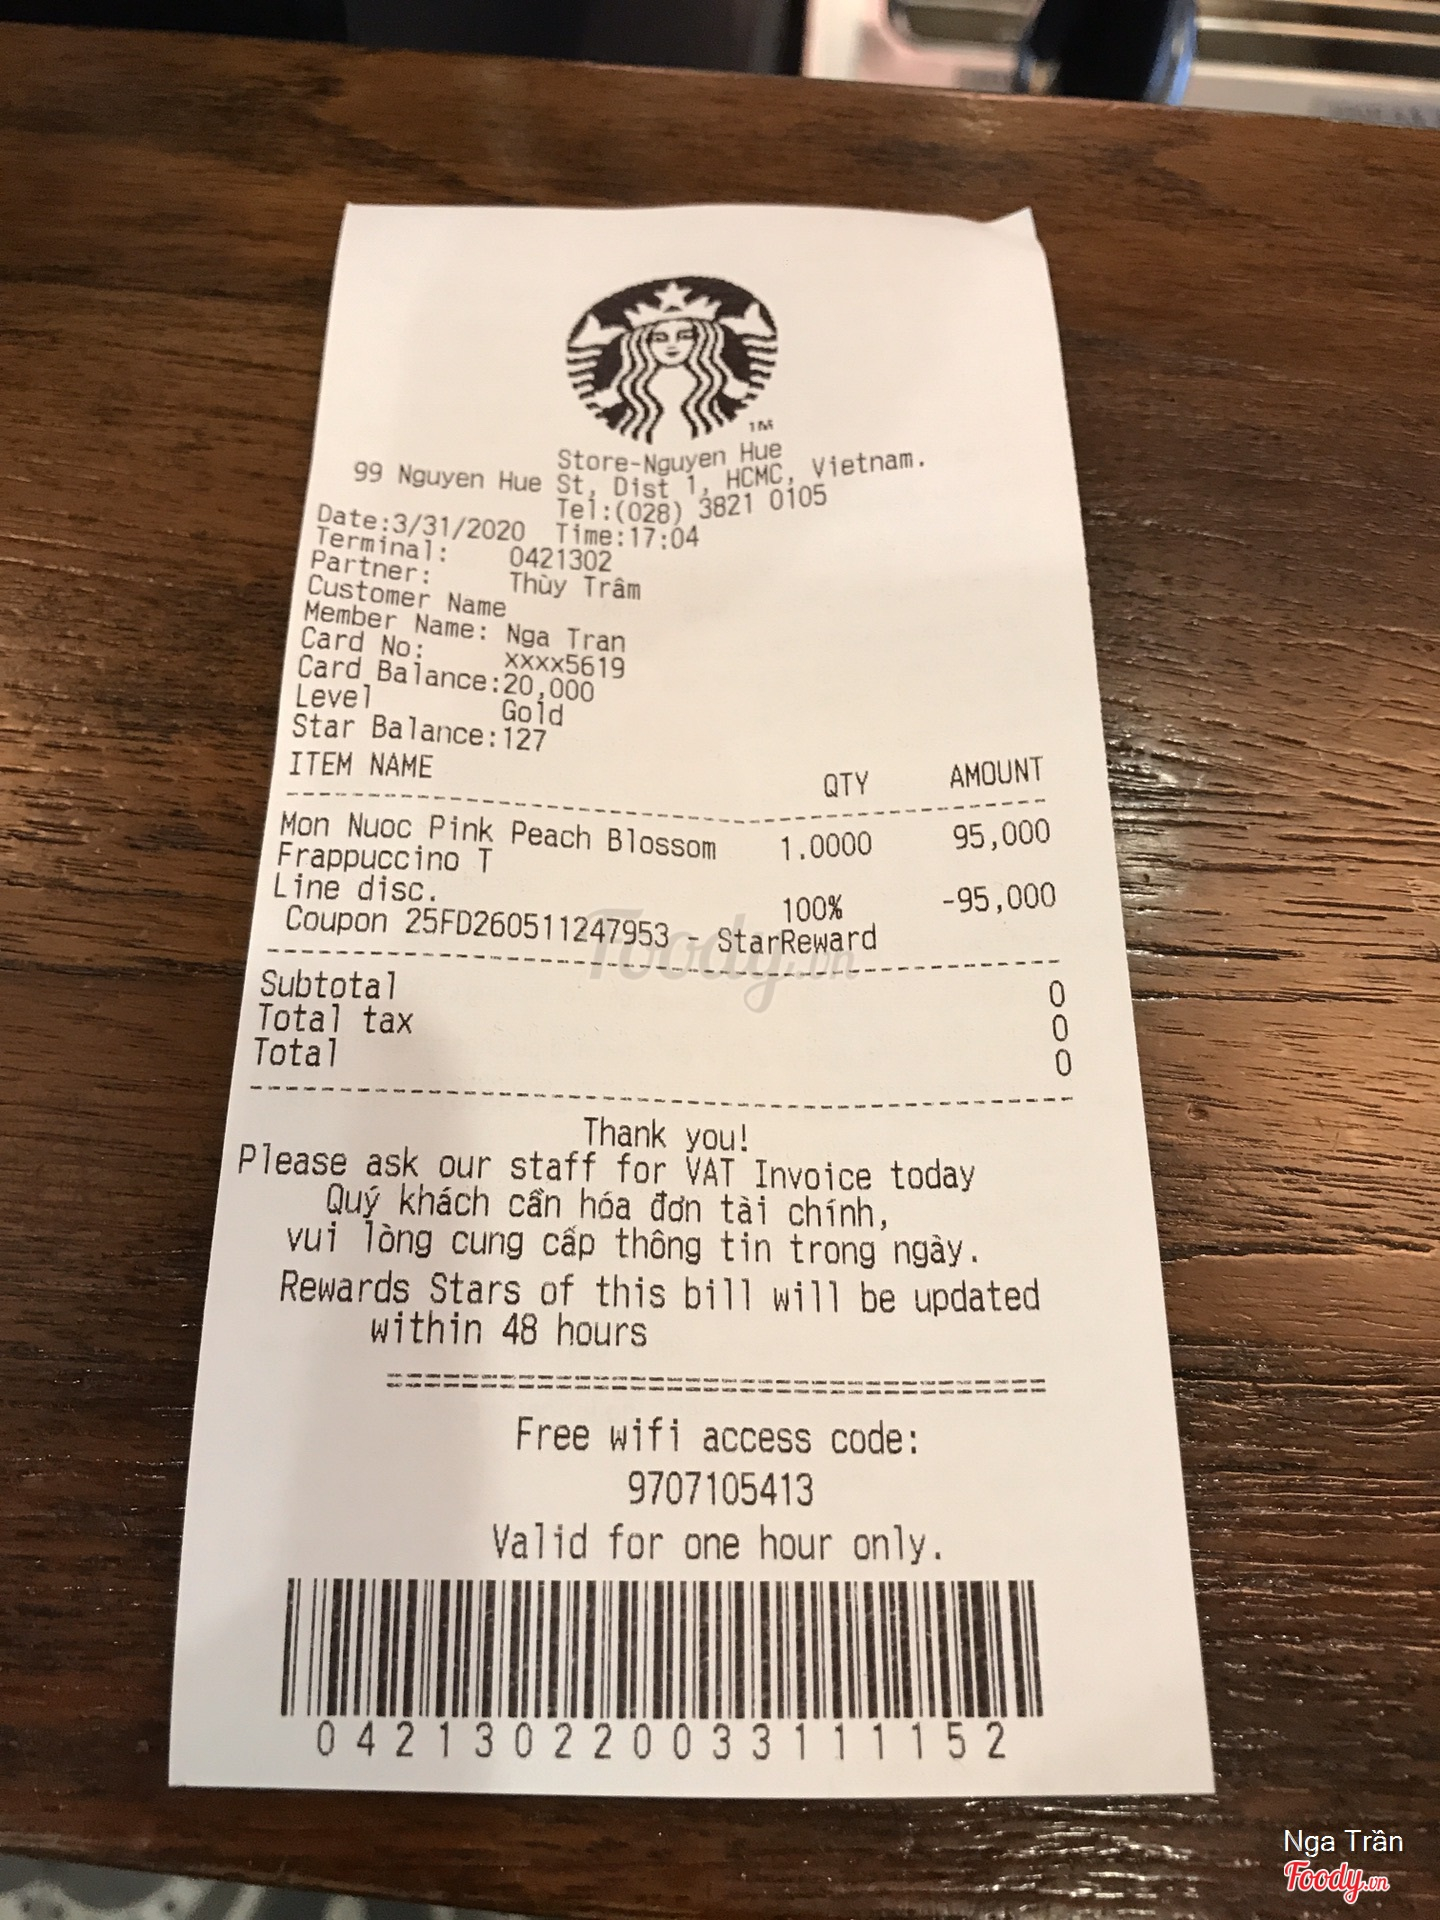 TM
Store-Nguyen Hue
99 Nguyen Hue St, Dist 1, HCMC, Vietnam.
Tel:(028) 3821 0105
Date:3/31/2020 Time:17:04
Terminal: 0421302
Partner: Thùy Trâm
Customer Name
Member Name: Nga Tran
Card No: xxxx5619
Card Balance:20,000
Level Gold
Star Balance:127
ITEM NAME QTY AMOUNT
Mon Nuoc Pink Peach Blossom 1.0000 95,000
Frappuccino T
Line disc. 100% -95,000
Coupon 25FD260511247953 - StarReward
Foody.vn
Subtotal 0
Total tax 0
Total 0
Thank you!
Please ask our staff for VAT Invoice today
Quý khách cần hóa đơn tài chính,
vui lòng cung cấp thông tin trong ngày.
Rewards Stars of this bill will be updated
within 48 hours
Free wifi access code:
9707105413
Valid for one hour only.
04213022003311​1152
Nga Trần
Foody.vn